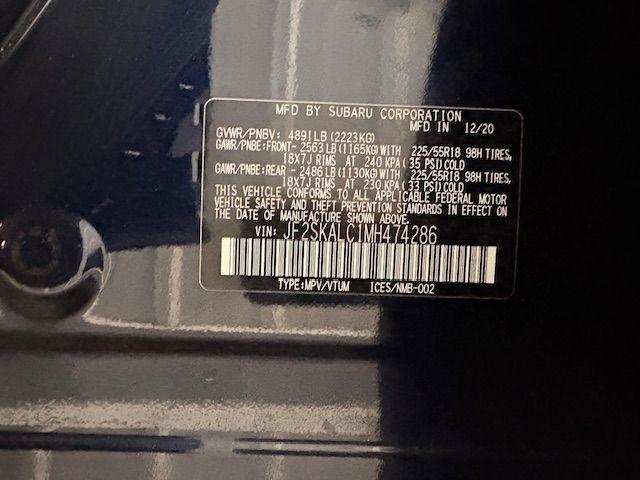 MFD BY SUBARU CORPORATION
MFD IN 12/20
GVWR/PNBV: 4891LB(2223KG)
GAWR/PNBE:FRONT-2563LB(1165KG)WITH 225/55R18 98H TIRES,
18X7J RIMS AT 240 KPA(35 PSI)COLD
GAWR/PNBE:REAR -2486LB(1130KG)WITH 225/55R18 98H TIRES,
18X7J RIMS AT 230 KPA(33 PSI)COLD
THIS VEHICLE CONFORMS TO ALL APPLICABLE FEDERAL MOTOR
VEHICLE SAFETY AND THEFT PREVENTION STANDARDS IN EFFECT ON
THE DATE OF MANUFACTURE SHOWN ABOVE.
VIN: JF2SKALC1MH474286
TYPE:MPV/VTUM ICES/NMB-002